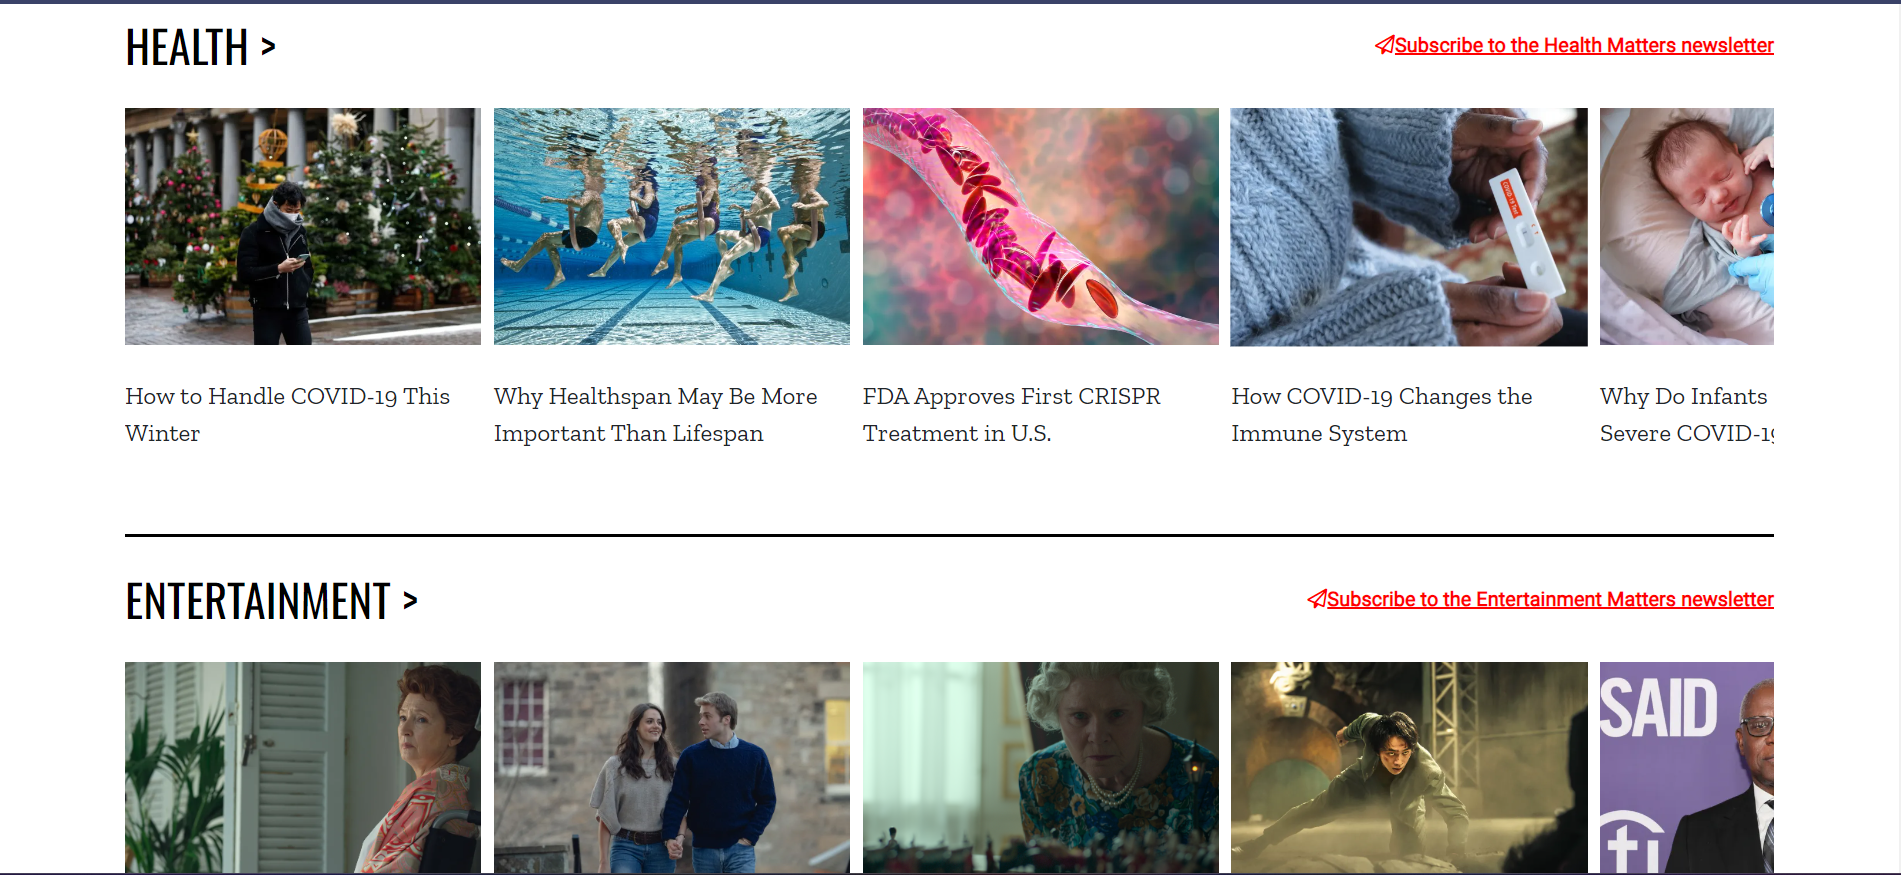 HEALTH >
Subscribe to the Health Matters newsletter
How to Handle COVID-19 This
Winter
Why Healthspan May Be More
Important Than Lifespan
FDA Approves First CRISPR
Treatment in U.S.
How COVID-19 Changes the
Immune System
Why Do Infants
Severe COVID-19
ENTERTAINMENT >
Subscribe to the Entertainment Matters newsletter
SAID